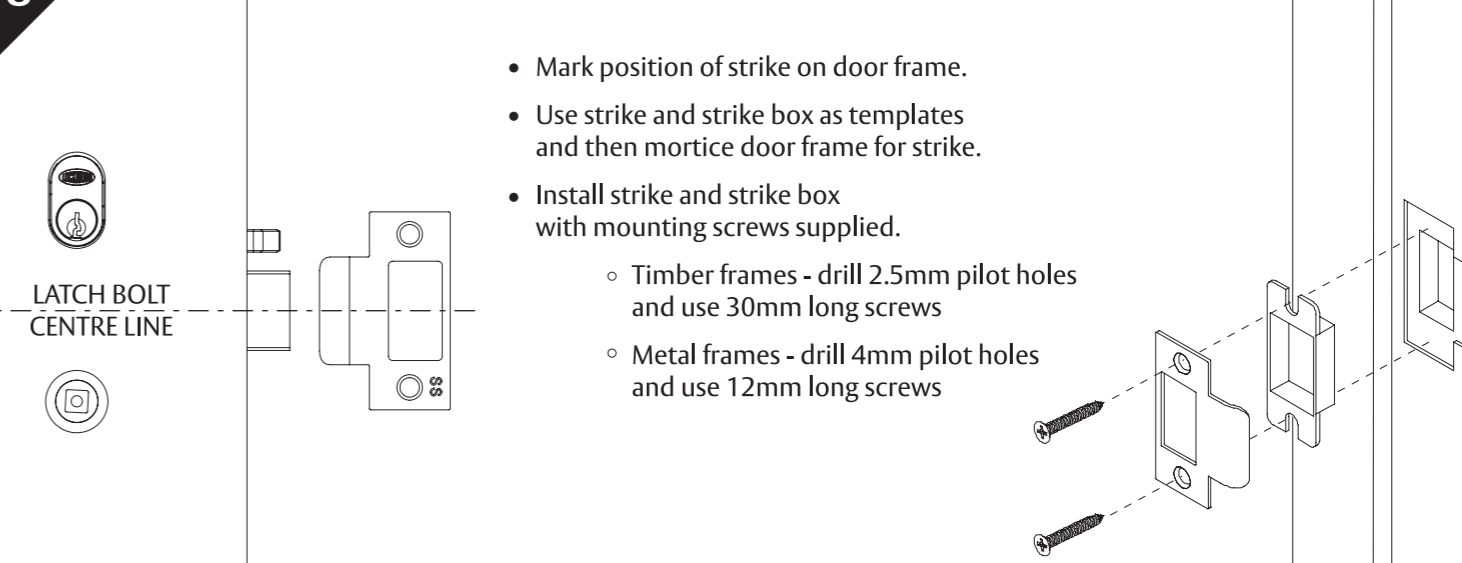 • Mark position of strike on door frame.
• Use strike and strike box as templates
and then mortice door frame for strike.
• Install strike and strike box
with mounting screws supplied.
◦ Timber frames - drill 2.5mm pilot holes
and use 30mm long screws
◦ Metal frames - drill 4mm pilot holes
and use 12mm long screws
LATCH BOLT
CENTRE LINE
SS